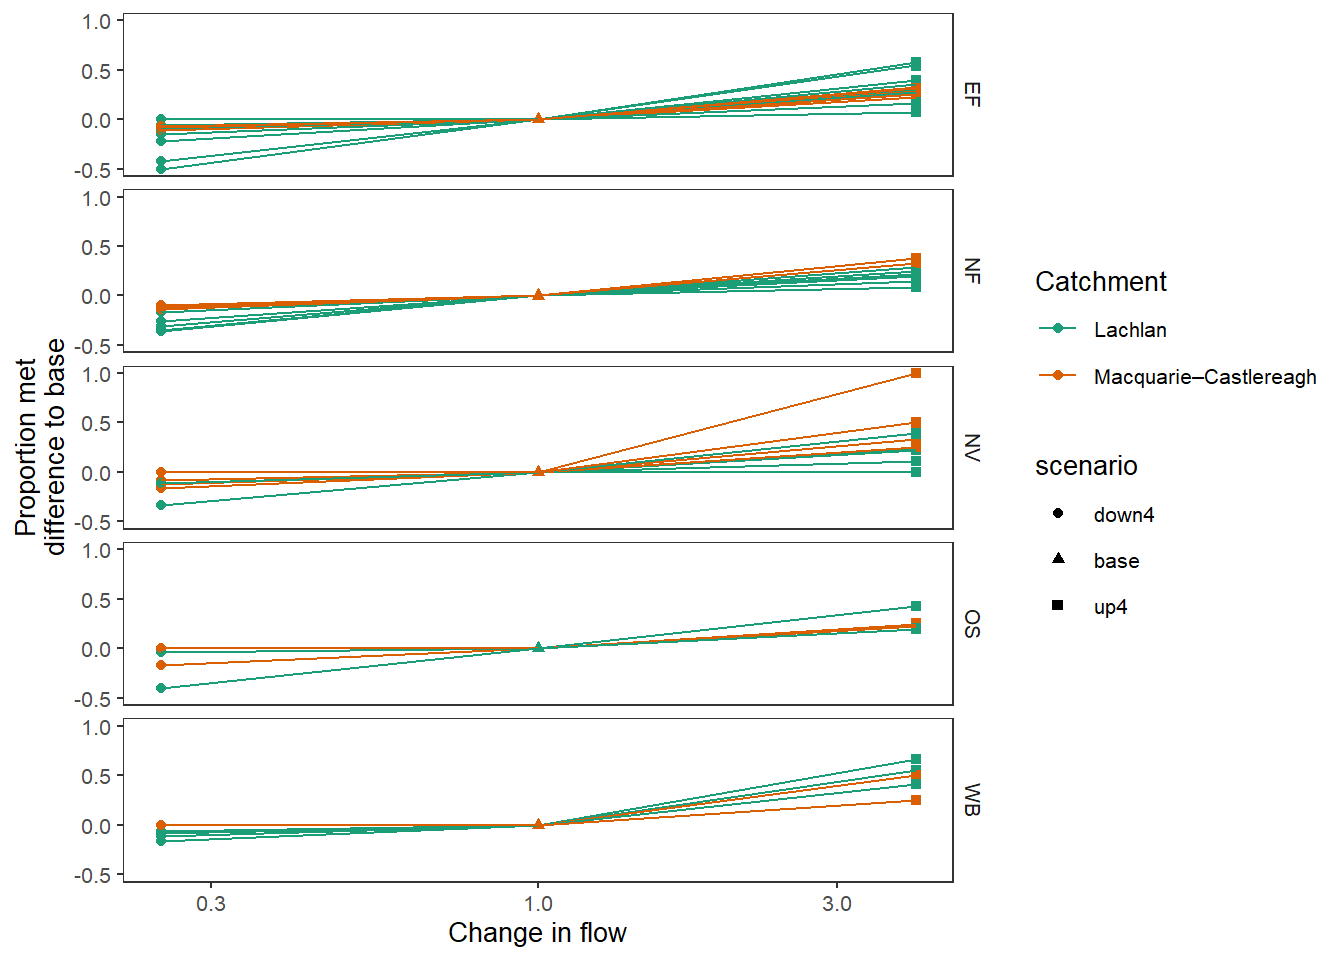 Proportion met
difference to base
1.0
0.5
0.0
-0.5
EF
1.0
0.5
0.0
-0.5
NF
1.0
0.5
0.0
-0.5
NV
1.0
0.5
0.0
-0.5
OS
1.0
0.5
0.0
-0.5
WB
0.3
1.0
3.0
Change in flow
Catchment
Lachlan
Macquarie–Castlereagh
scenario
down4
base
up4